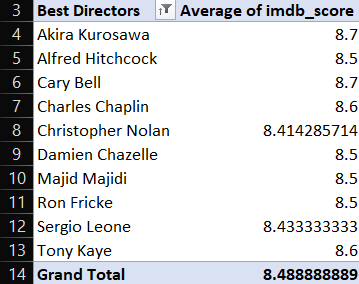 3 Best Directors Average of imdb_score
4 Akira Kurosawa 8.7
5 Alfred Hitchcock 8.5
6 Cary Bell 8.7
7 Charles Chaplin 8.6
8 Christopher Nolan 8.414285714
9 Damien Chazelle 8.5
10 Majid Majidi 8.5
11 Ron Fricke 8.5
12 Sergio Leone 8.433333333
13 Tony Kaye 8.6
14 Grand Total 8.488888889